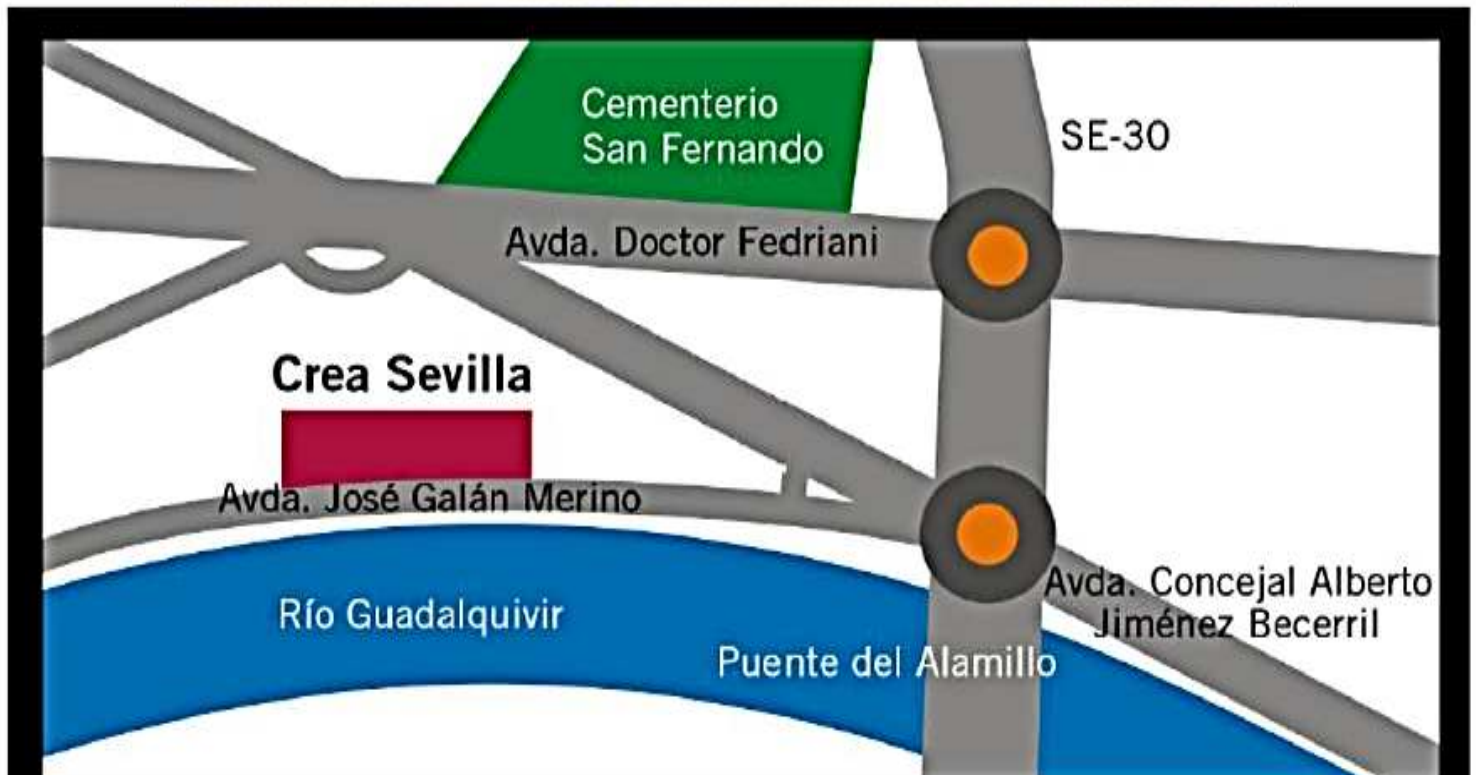 Cementerio
San Fernando
SE-30
Avda. Doctor Fedriani
Crea Sevilla
Avda. José Galán Merino
Río Guadalquivir
Avda. Concejal Alberto
Jiménez Becerril
Puente del Alamillo